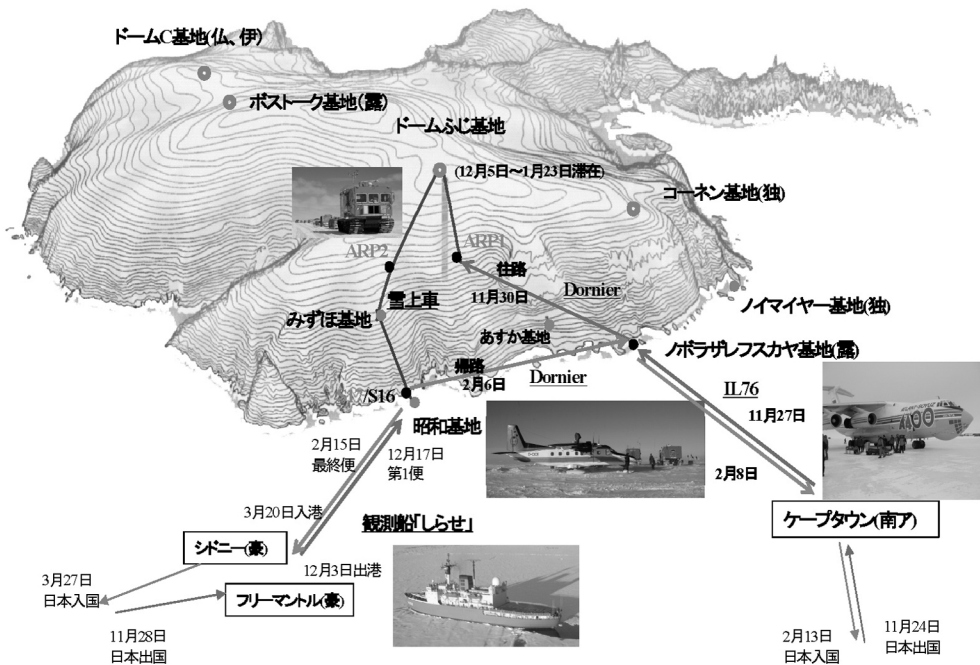 ドームC基地(仏、伊)
ボストーク基地(露)
ドームふじ基地
(12月5日～1月23日滞在)
コーネン基地(独)
ARP2
ARP1
往路
Dornier
11月30日
雪上車
みずほ基地
ノイマイヤー基地(独)
あすか基地
ノボラザレフスカヤ基地(露)
帰路
2月6日
Dornier
IL76
/S16
11月27日
昭和基地
2月15日
最終便
12月17日
第1便
2月8日
3月20日入港
観測船「しらせ」
ケープタウン(南ア)
シドニー(豪)
12月3日出港
3月27日
日本入国
フリーマントル(豪)
11月28日
日本出国
2月13日
日本入国
11月24日
日本出国